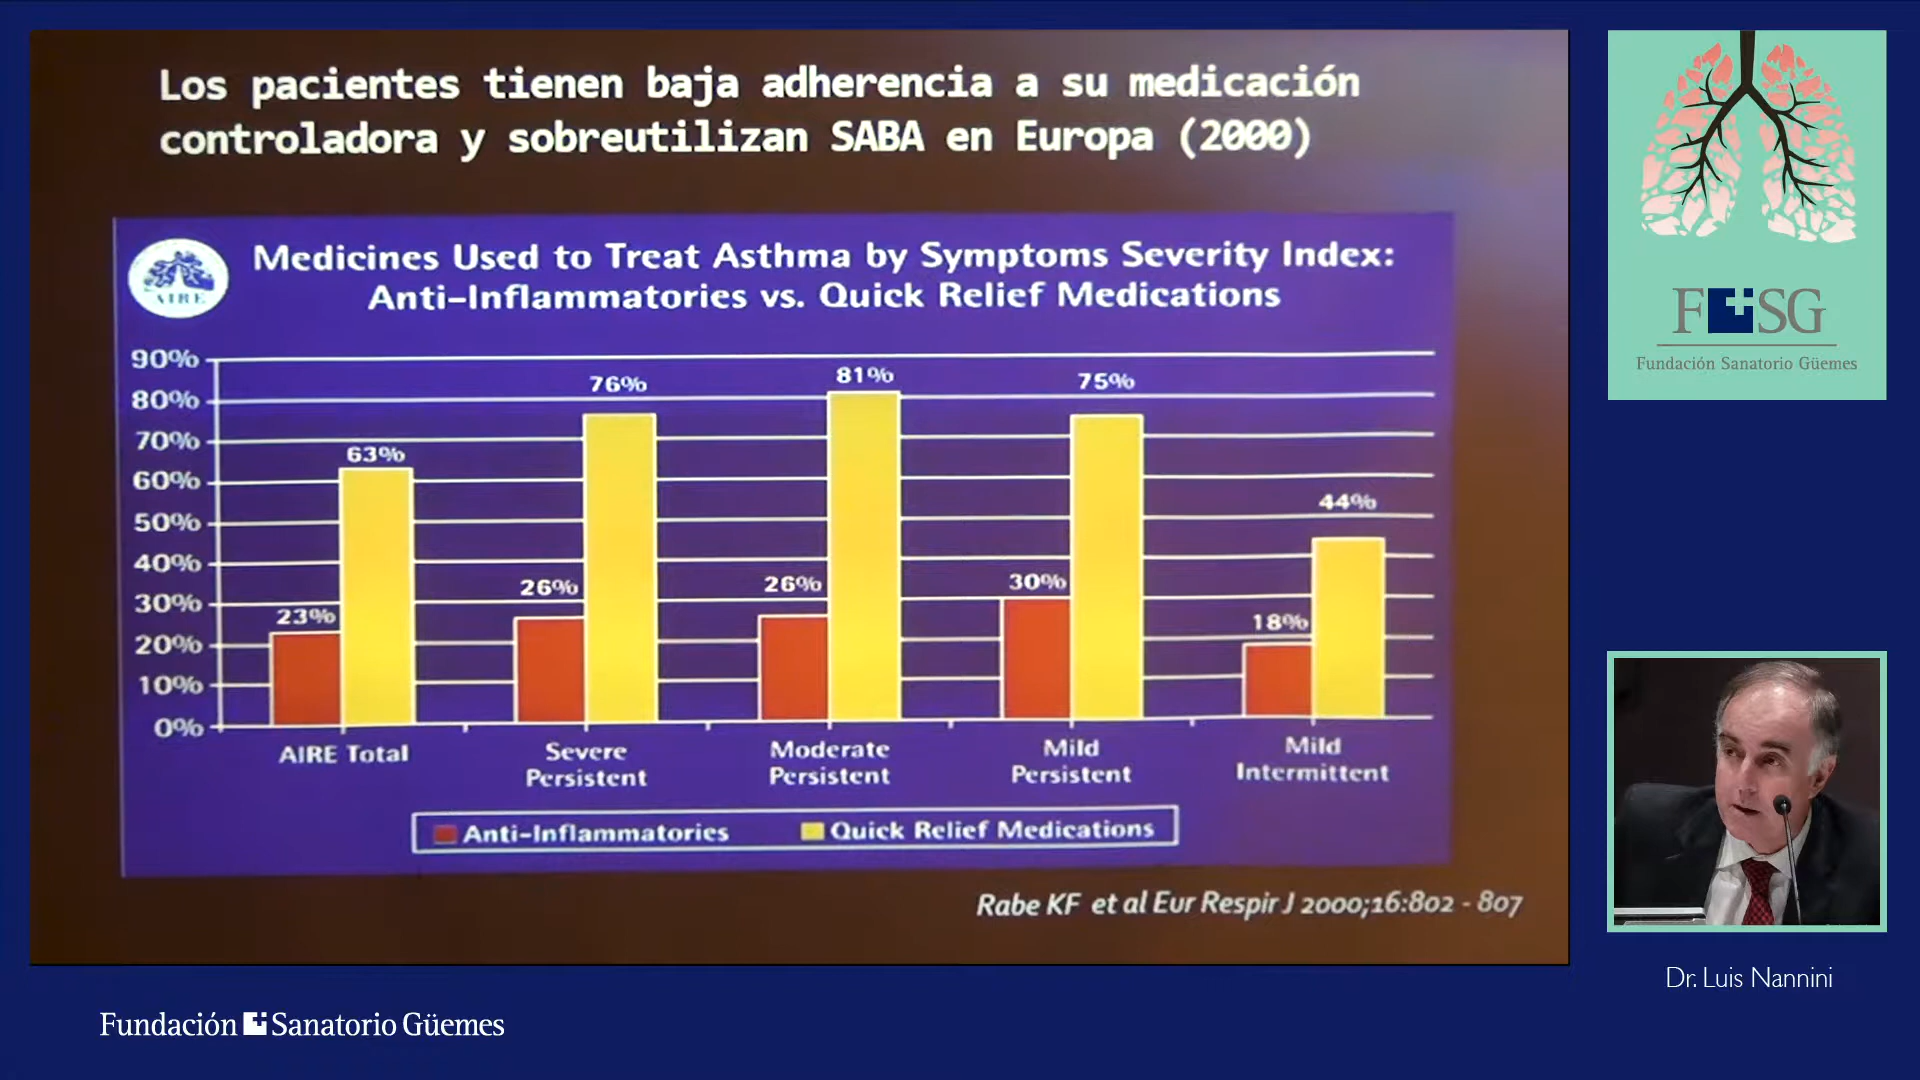 Los pacientes tienen baja adherencia a su medicación
controladora y sobreutilizan SABA en Europa (2000)
AIRE
Medicines Used to Treat Asthma by Symptoms Severity Index:
Anti-Inflammatories vs. Quick Relief Medications
90%
80%
70%
60%
50%
40%
30%
20%
10%
0%
23%
63%
26%
76%
26%
81%
30%
75%
18%
44%
AIRE Total
Severe
Persistent
Moderate
Persistent
Mild
Persistent
Mild
Intermittent
Anti-Inflammatories
Quick Relief Medications
Rabe KF et al Eur Respir J 2000;16:802 - 807
FSG
Fundación Sanatorio Güemes
Dr. Luis Nannini
Fundación Sanatorio Güemes